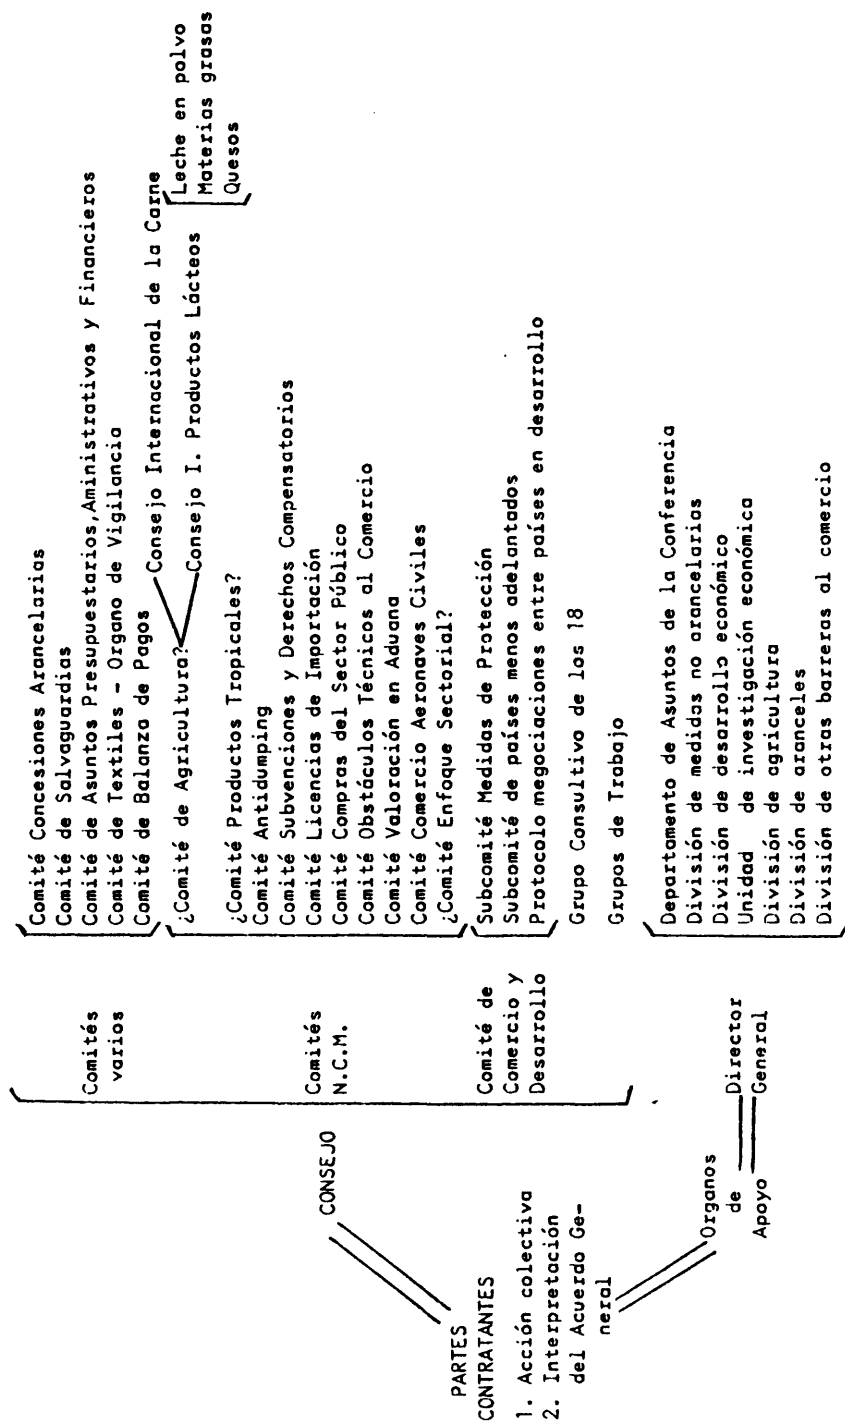 PARTES
CONTRATANTES
1. Acción colectiva
2. Interpretación
del Acuerdo Ge-
neral
CONSEJO
Organos
de
Apoyo
Director
General
Comités
varios
Comités
N.C.M.
Comité de
Comercio y
Desarrollo
Comité Concesiones Arancelarias
Comité de Salvaguardias
Comité de Asuntos Presupuestarios,Aministrativos y Financieros
Comité de Textiles - Organo de Vigilancia
Comité de Balanza de Pagos
¿Comité de Agricultura?
Consejo Internacional de la Carne
Consejo I. Productos Lácteos
Leche en polvo
Materias grasas
Quesos
¿Comité Productos Tropicales?
Comité Antidumping
Comité Subvenciones y Derechos Compensatorios
Comité Licencias de Importación
Comité Compras del Sector Público
Comité Obstáculos Técnicos al Comercio
Comité Valoración en Aduana
Comité Comercio Aeronaves Civiles
¿Comité Enfoque Sectorial?
Subcomité Medidas de Protección
Subcomité de países menos adelantados
Protocolo megociaciones entre países en desarrollo
Grupo Consultivo de los 18
Grupos de Trabajo
Departamento de Asuntos de la Conferencia
División de medidas no arancelarias
División de desarrollo económico
Unidad de investigación económica
División de agricultura
División de aranceles
División de otras barreras al comercio